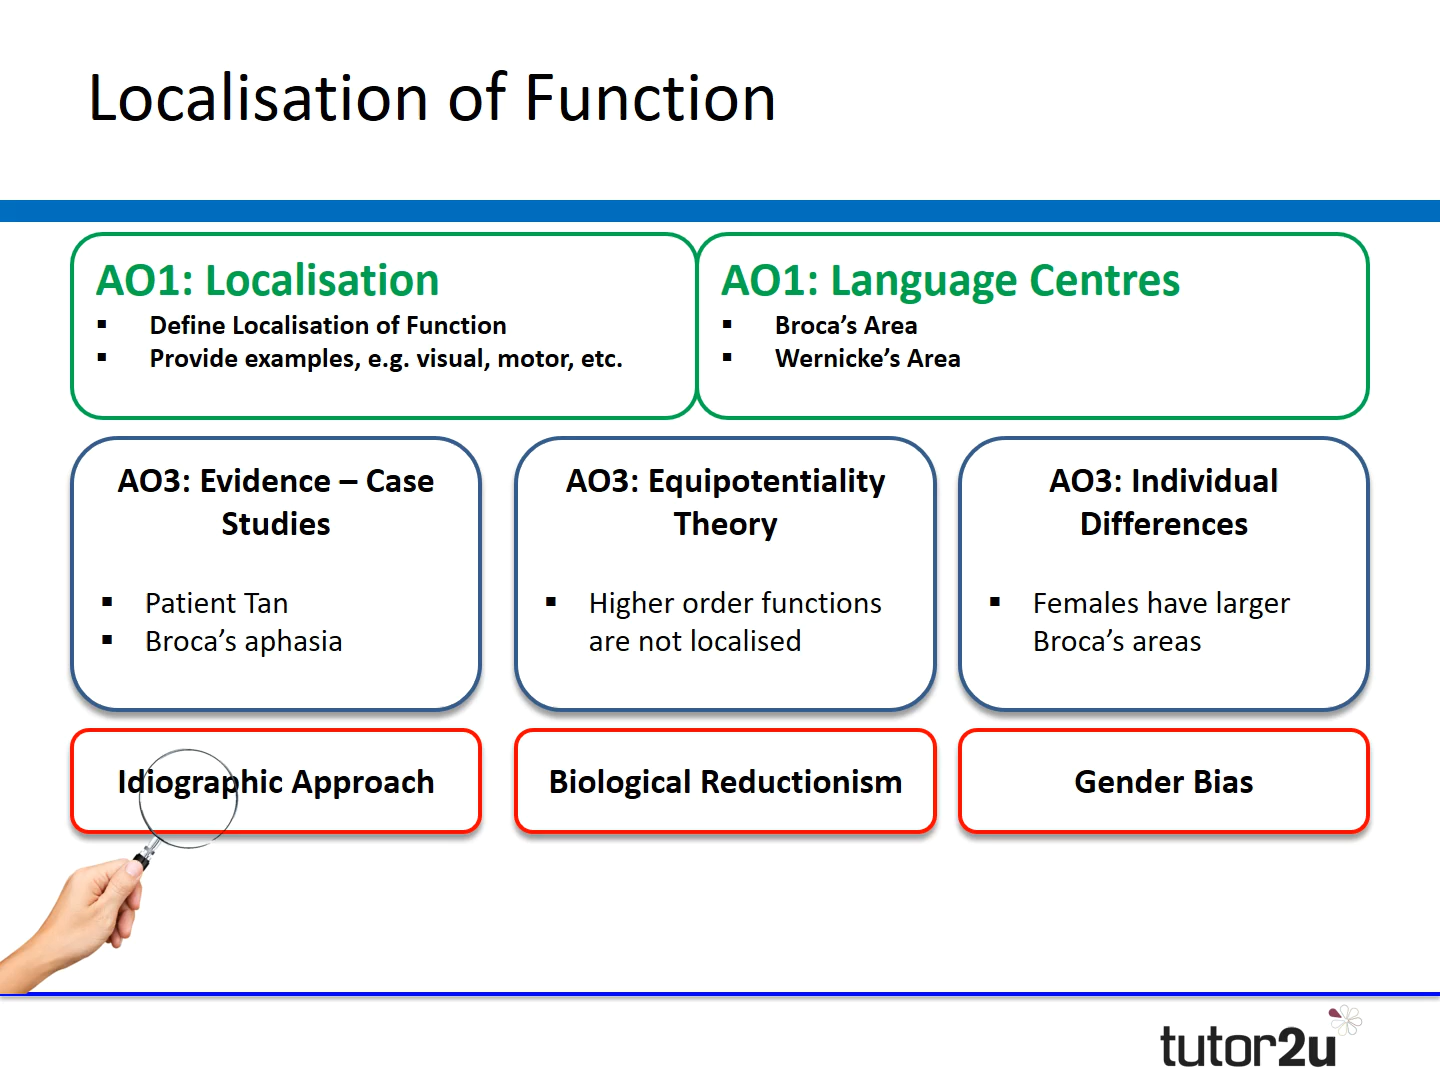 Localisation of Function
AO1: Localisation
▪ Define Localisation of Function
▪ Provide examples, e.g. visual, motor, etc.
AO1: Language Centres
▪ Broca’s Area
▪ Wernicke’s Area
AO3: Evidence – Case
Studies
▪ Patient Tan
▪ Broca’s aphasia
AO3: Equipotentiality
Theory
▪ Higher order functions
are not localised
AO3: Individual
Differences
▪ Females have larger
Broca’s areas
Idiographic Approach
Biological Reductionism
Gender Bias
tutor2u